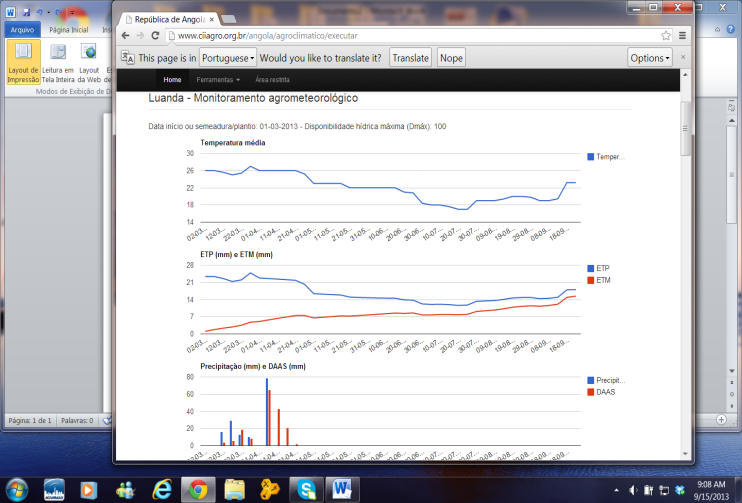 República de Angola
www.ciiagro.org.br/angola/agroclimatico/executar
This page is in Portuguese Would you like to translate it? Translate Nope Options
Home Ferramentas Área restrita
Luanda - Monitoramento agrometeorológico
Data início ou semeadura/plantio: 01-03-2013 - Disponibilidade hídrica máxima (Dmáx): 100
Temperatura média
30
26
22
18
14
Temper...
02-03... 12-03... 22-03... 01-04... 11-04... 21-04... 01-05... 11-05... 21-05... 31-05... 10-06... 20-06... 30-06... 10-07... 20-07... 30-07... 09-08... 19-08... 29-08... 08-09... 18-09...
ETP (mm) e ETM (mm)
28
21
14
7
0
ETP
ETM
02-03... 12-03... 22-03... 01-04... 11-04... 21-04... 01-05... 11-05... 21-05... 31-05... 10-06... 20-06... 30-06... 10-07... 20-07... 30-07... 09-08... 19-08... 29-08... 08-09... 18-09...
Precipitação (mm) e DAAS (mm)
80
60
40
20
0
Precipit...
DAAS
Arquivo Página Inicial Ins
Layout de Impressão
Leitura em Tela Inteira
Layout da Web
Modos de Exibição de D
Página: 1 de 1 Palavras: 0
9:08 AM
9/15/2013